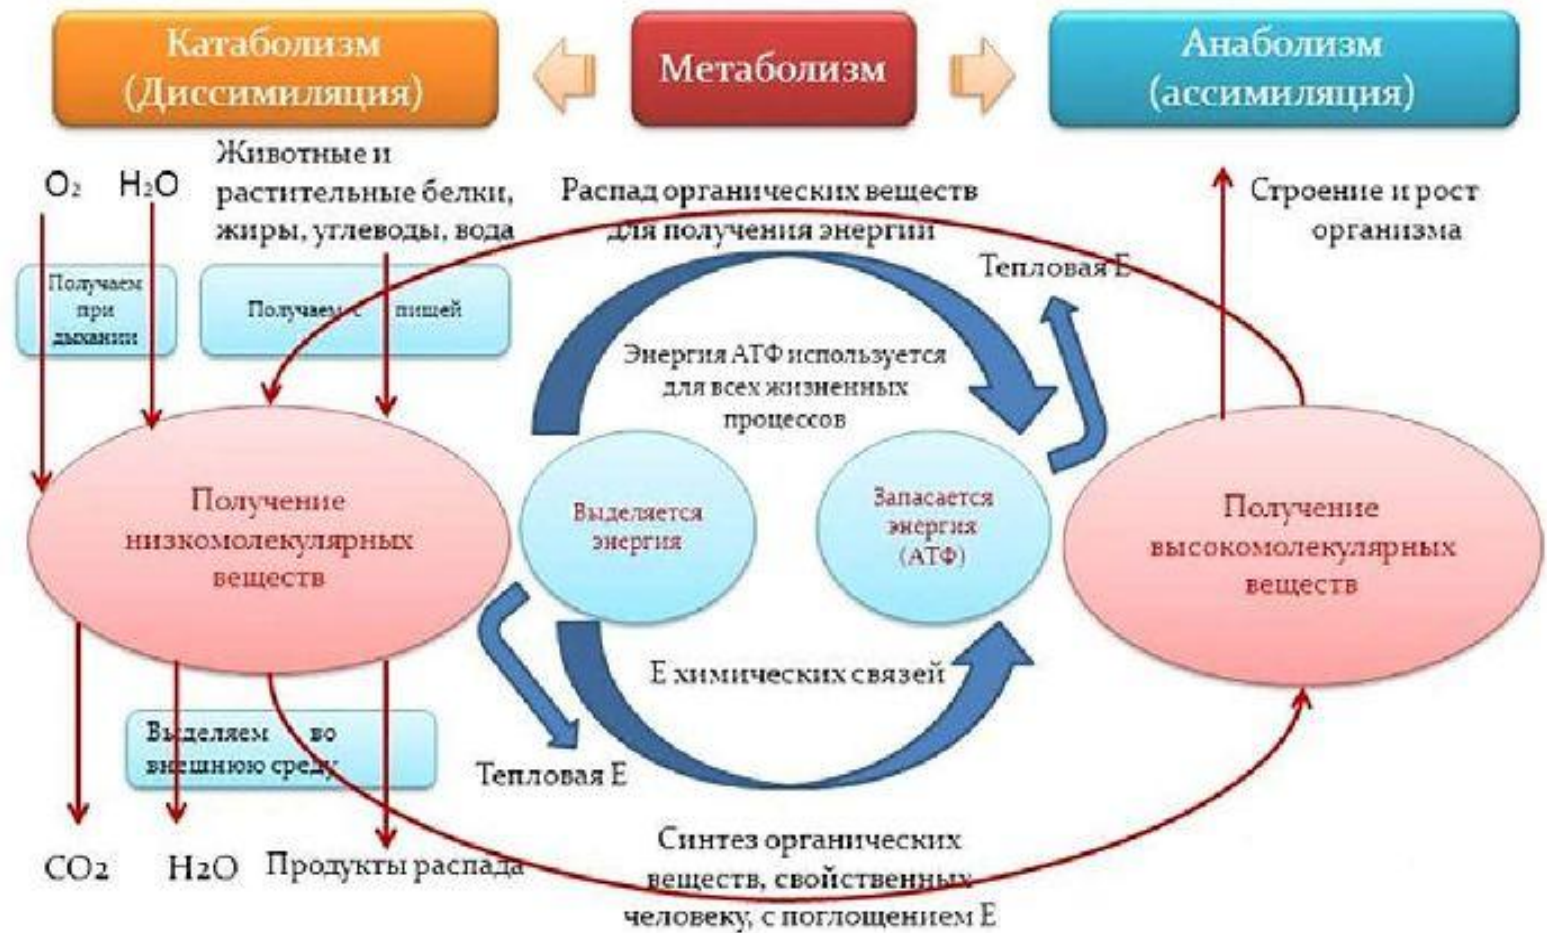 Катаболизм
(Диссимиляция)
Метаболизм
Анаболизм
(ассимиляция)
O₂
H₂O
Животные и
растительные белки,
жиры, углеводы, вода
Распад органических веществ
для получения энергии
Строение и рост
организма
Получаем
при
дыхании
Получаем с пищей
Тепловая Е
Энергия АТФ используется
для всех жизненных
процессов
Получение
низкомолекулярных
веществ
Выделяется
энергия
Запасается
энергия
(АТФ)
Получение
высокомолекулярных
веществ
Е химических связей
Выделяем во
внешнюю среду
Тепловая Е
CO2
H2O
Продукты распада
Синтез органических
веществ, свойственных
человеку, с поглощением Е